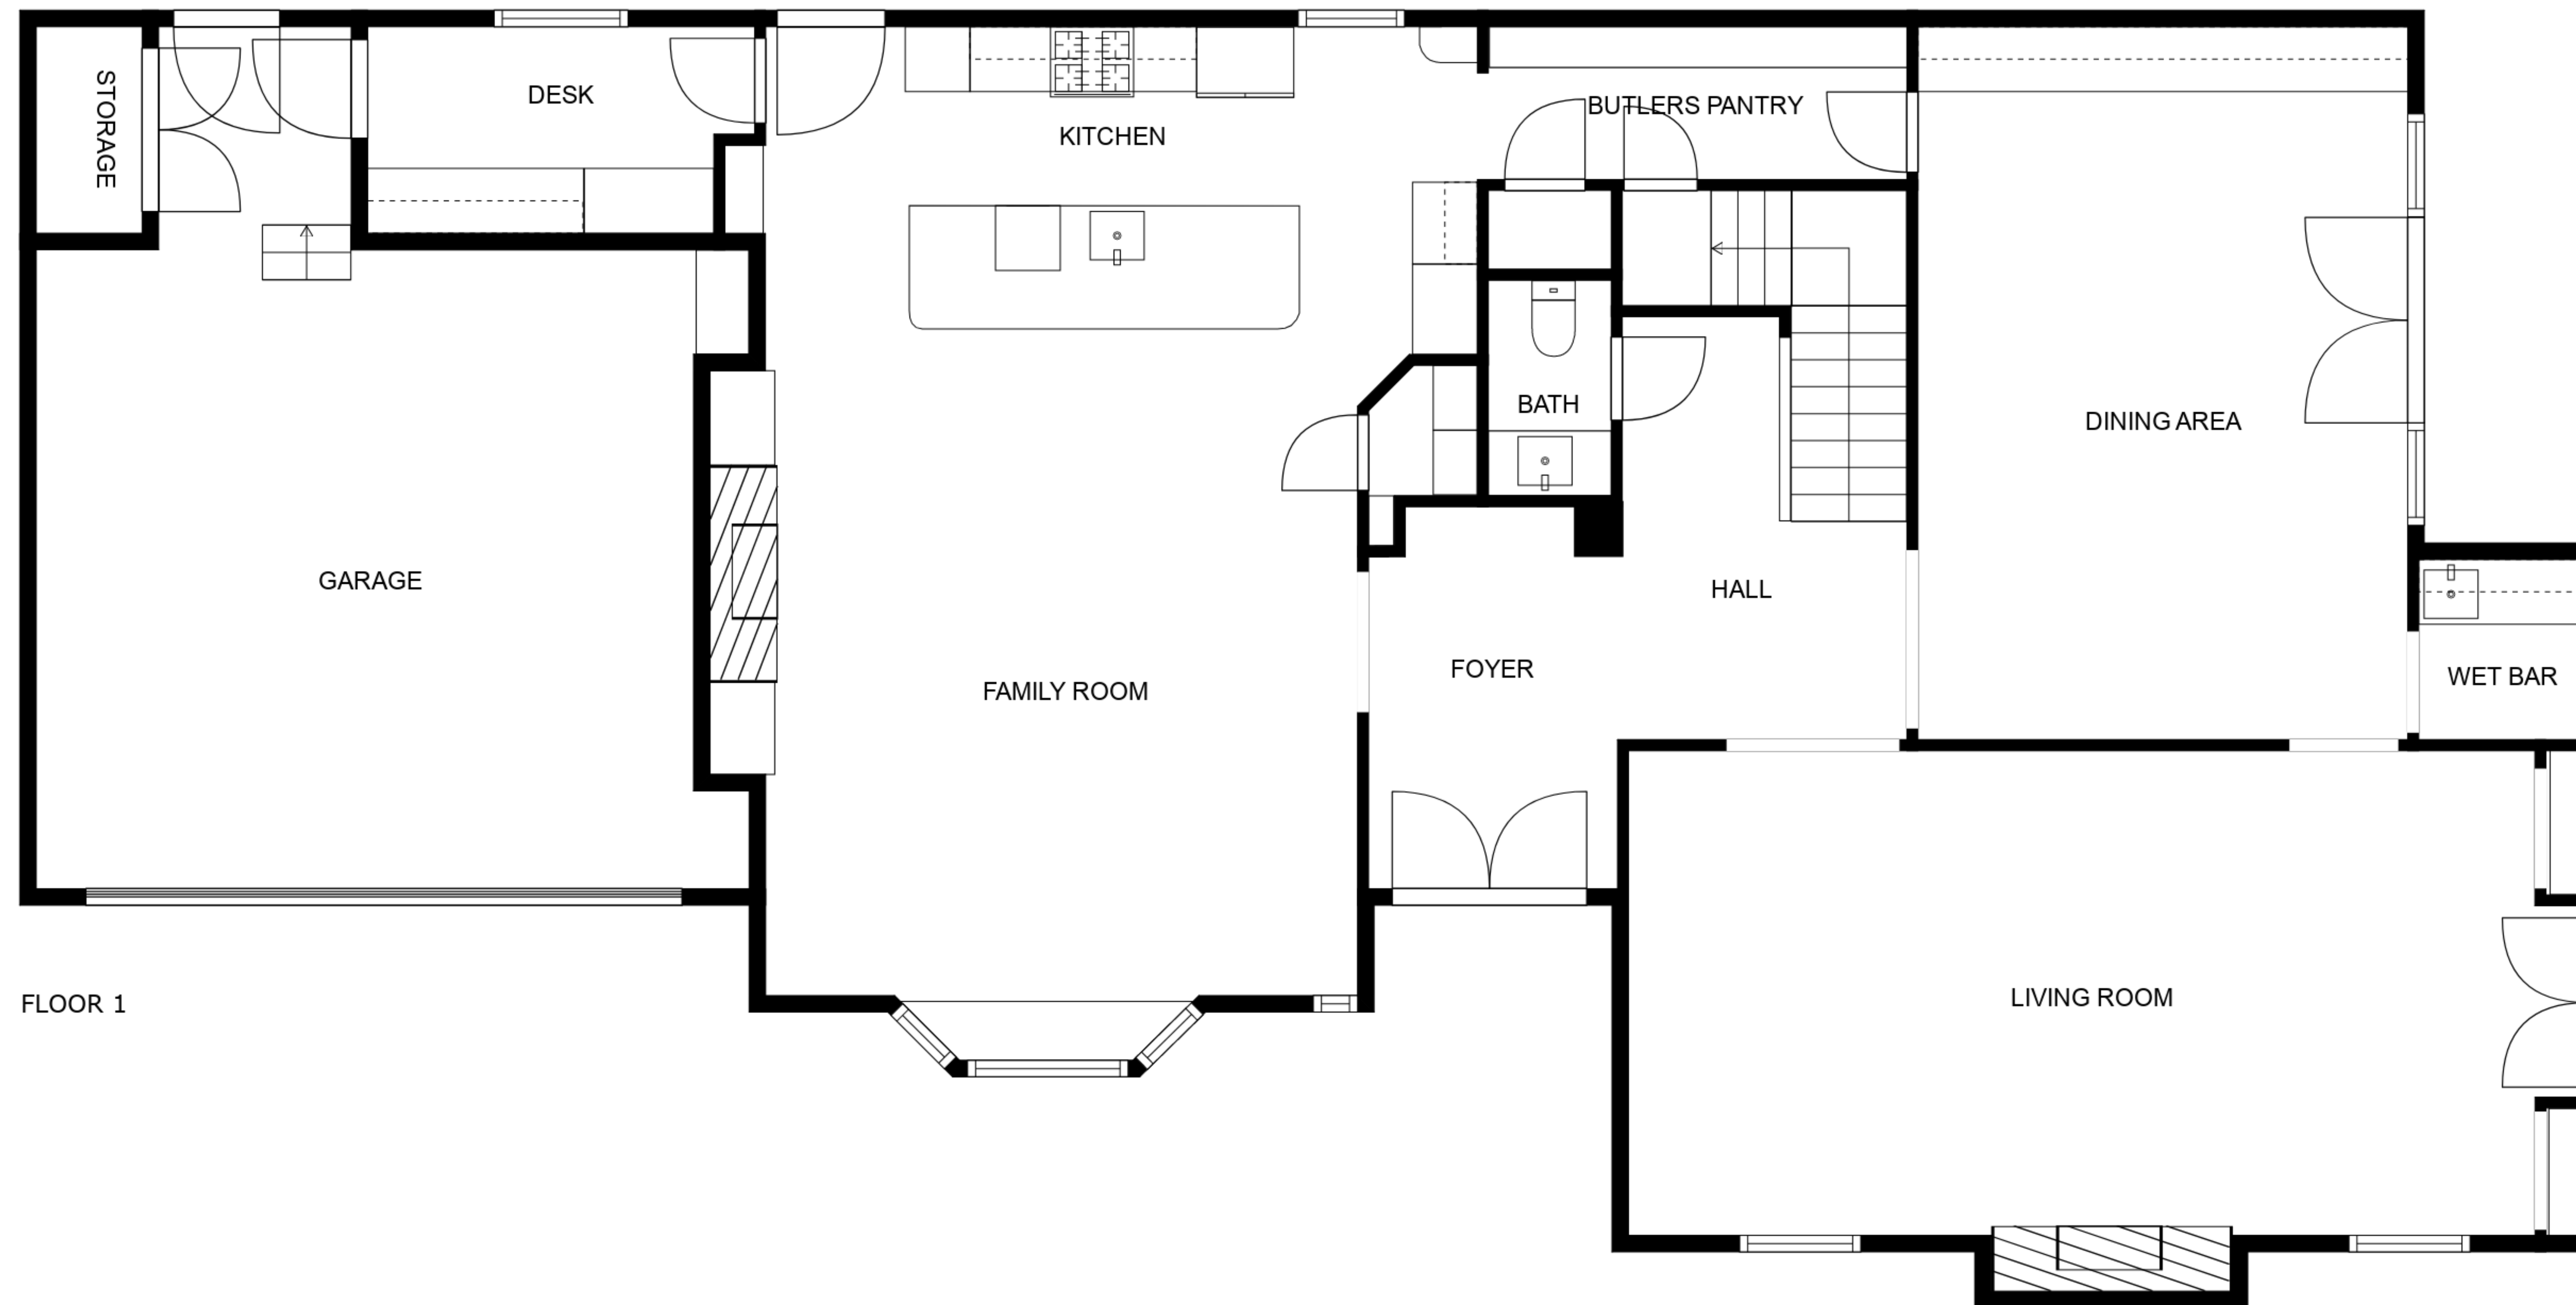 STORAGE
DESK
KITCHEN
BUTLERS PANTRY
BATH
DINING AREA
GARAGE
HALL
FOYER
WET BAR
FAMILY ROOM
LIVING ROOM
FLOOR 1